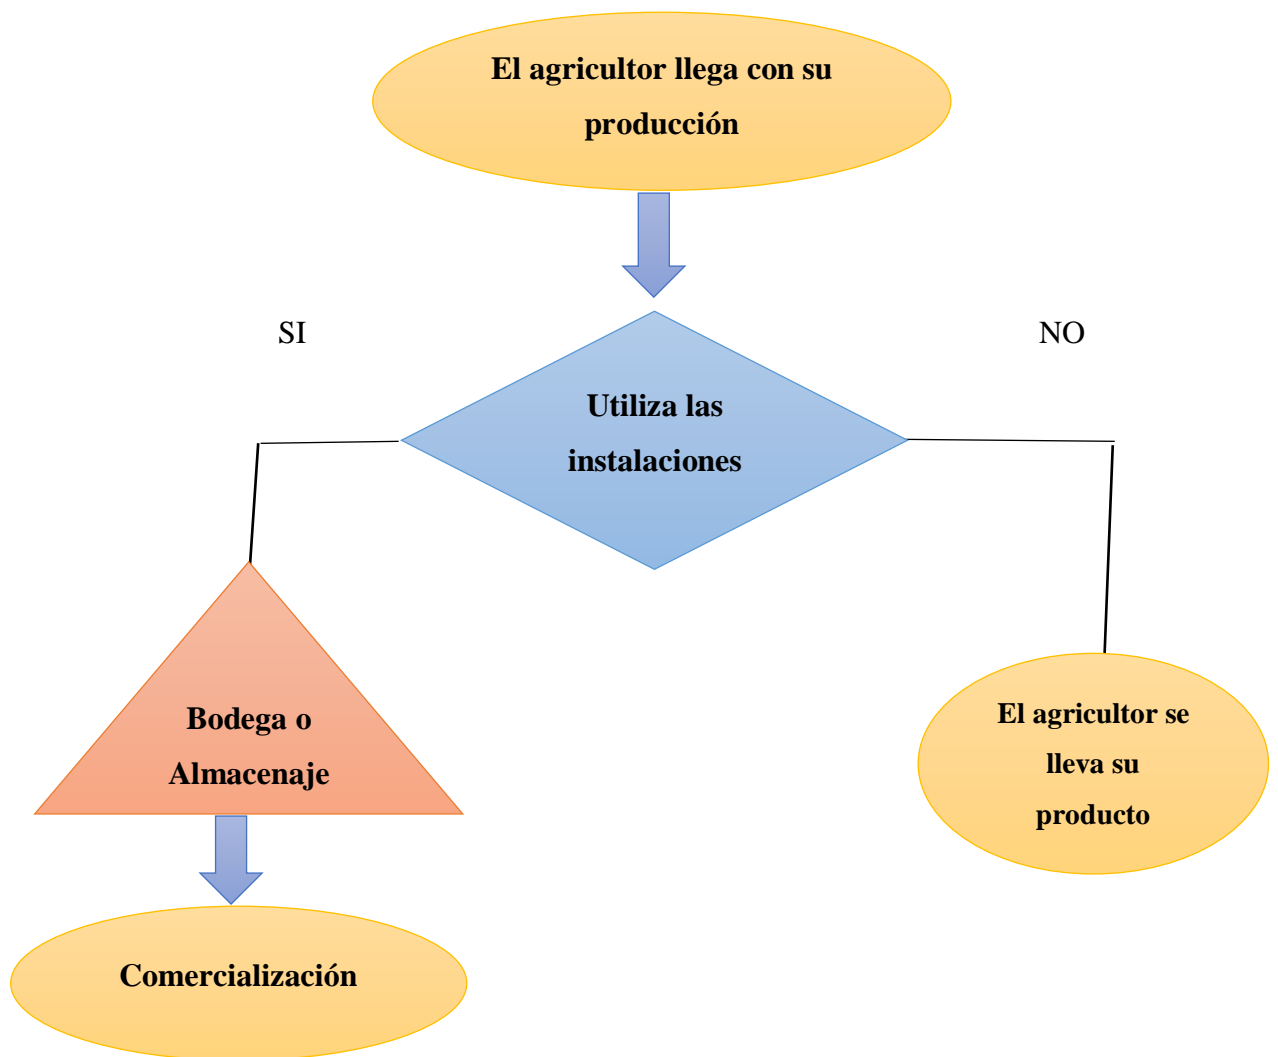 El agricultor llega con su
producción
SI
NO
Utiliza las
instalaciones
Bodega o
Almacenaje
El agricultor se
lleva su
producto
Comercialización